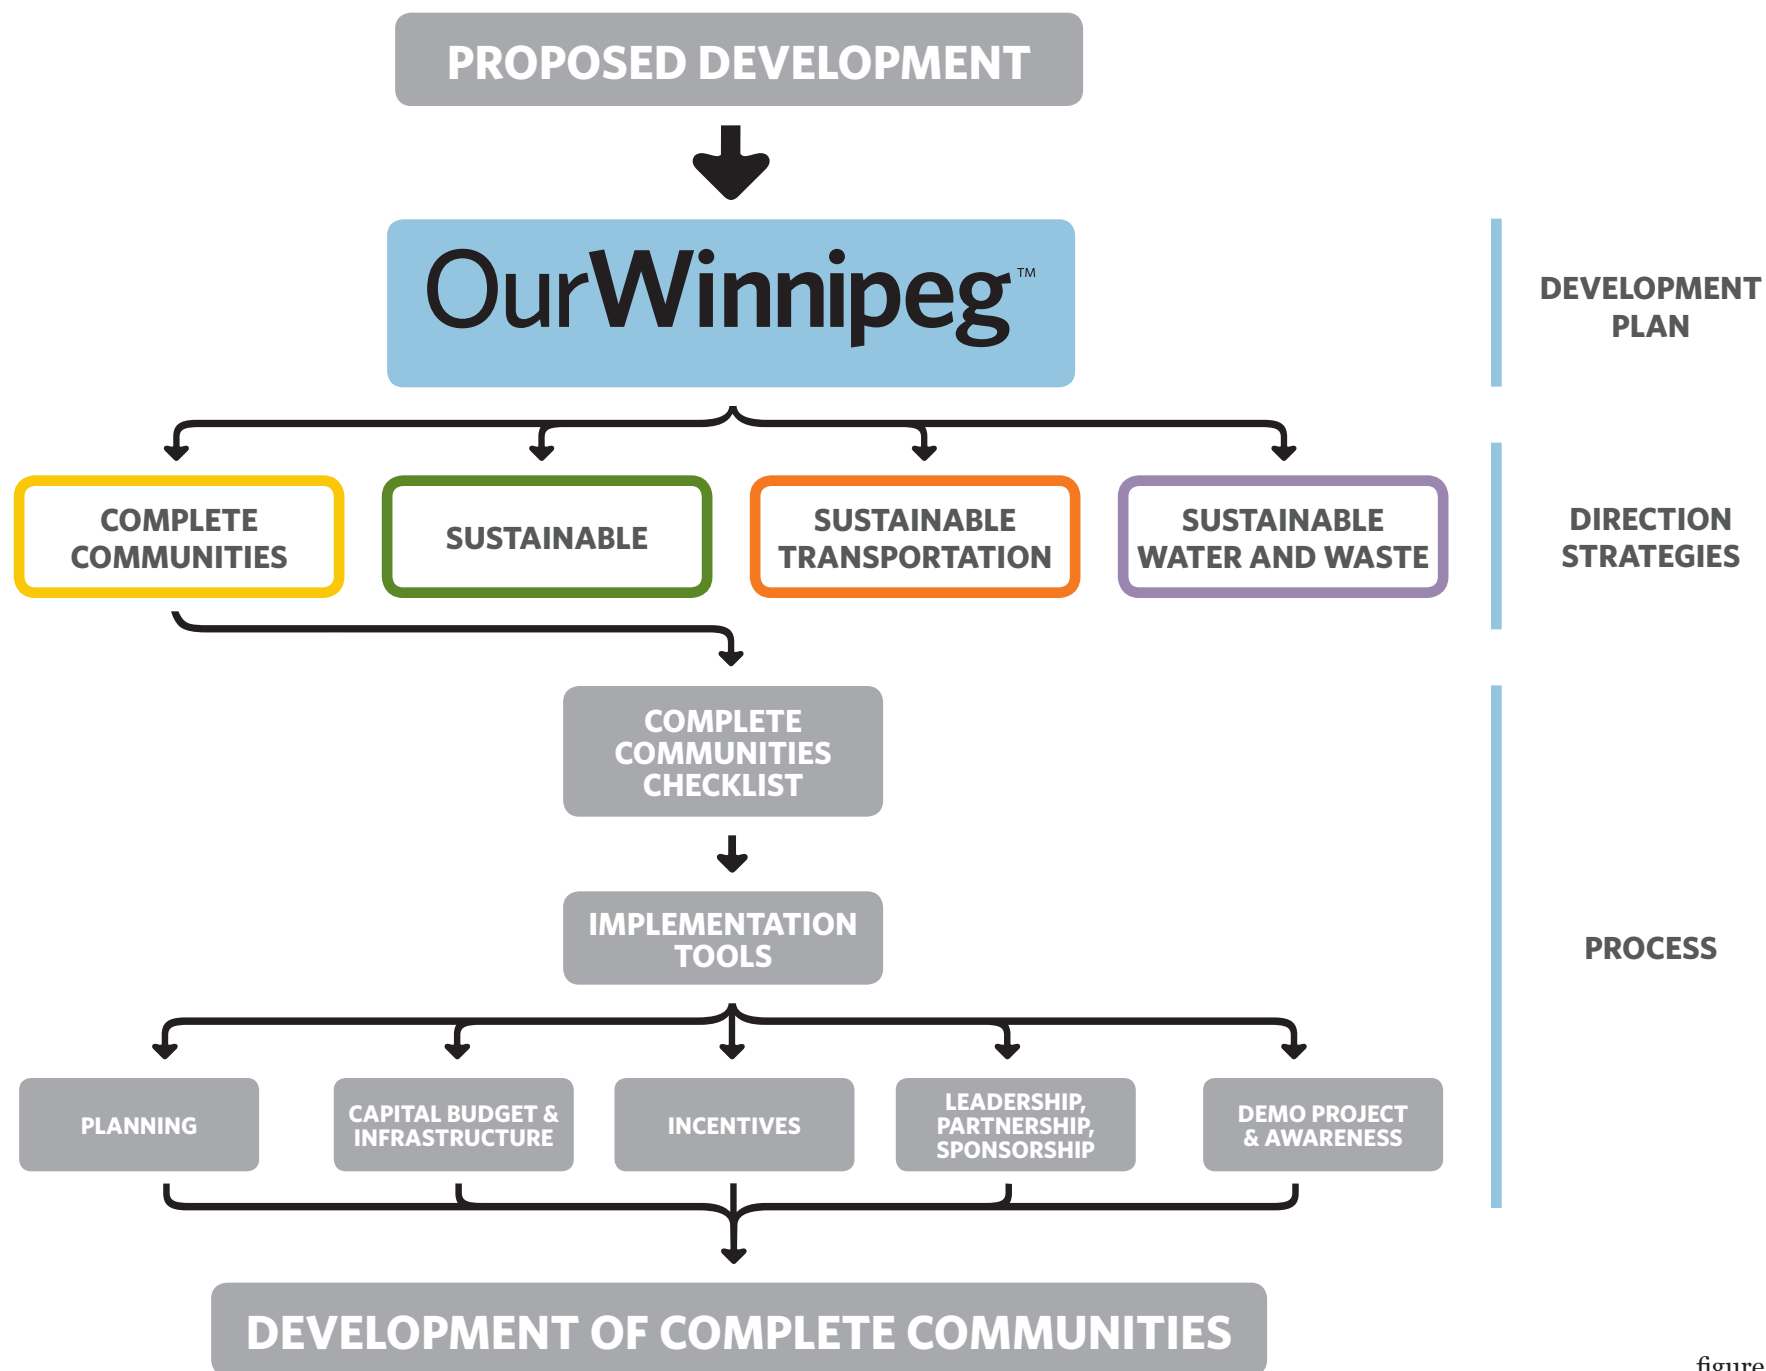 PROPOSED DEVELOPMENT
OurWinnipeg™
DEVELOPMENT
PLAN
COMPLETE
COMMUNITIES
SUSTAINABLE
SUSTAINABLE
TRANSPORTATION
SUSTAINABLE
WATER AND WASTE
DIRECTION
STRATEGIES
COMPLETE
COMMUNITIES
CHECKLIST
IMPLEMENTATION
TOOLS
PROCESS
PLANNING
CAPITAL BUDGET &
INFRASTRUCTURE
INCENTIVES
LEADERSHIP,
PARTNERSHIP,
SPONSORSHIP
DEMO PROJECT
& AWARENESS
DEVELOPMENT OF COMPLETE COMMUNITIES
figure